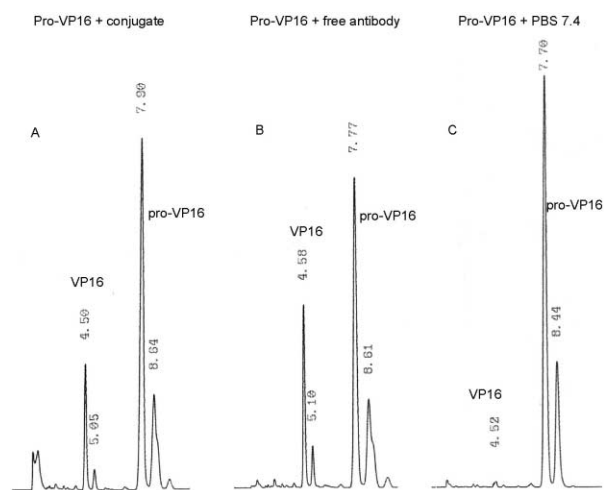 Pro-VP16 + conjugate
Pro-VP16 + free antibody
Pro-VP16 + PBS 7.4
A
VP16
4.50
5.05
7.90
pro-VP16
8.64
B
VP16
4.58
5.10
7.77
pro-VP16
8.61
C
VP16
4.52
7.70
pro-VP16
8.44